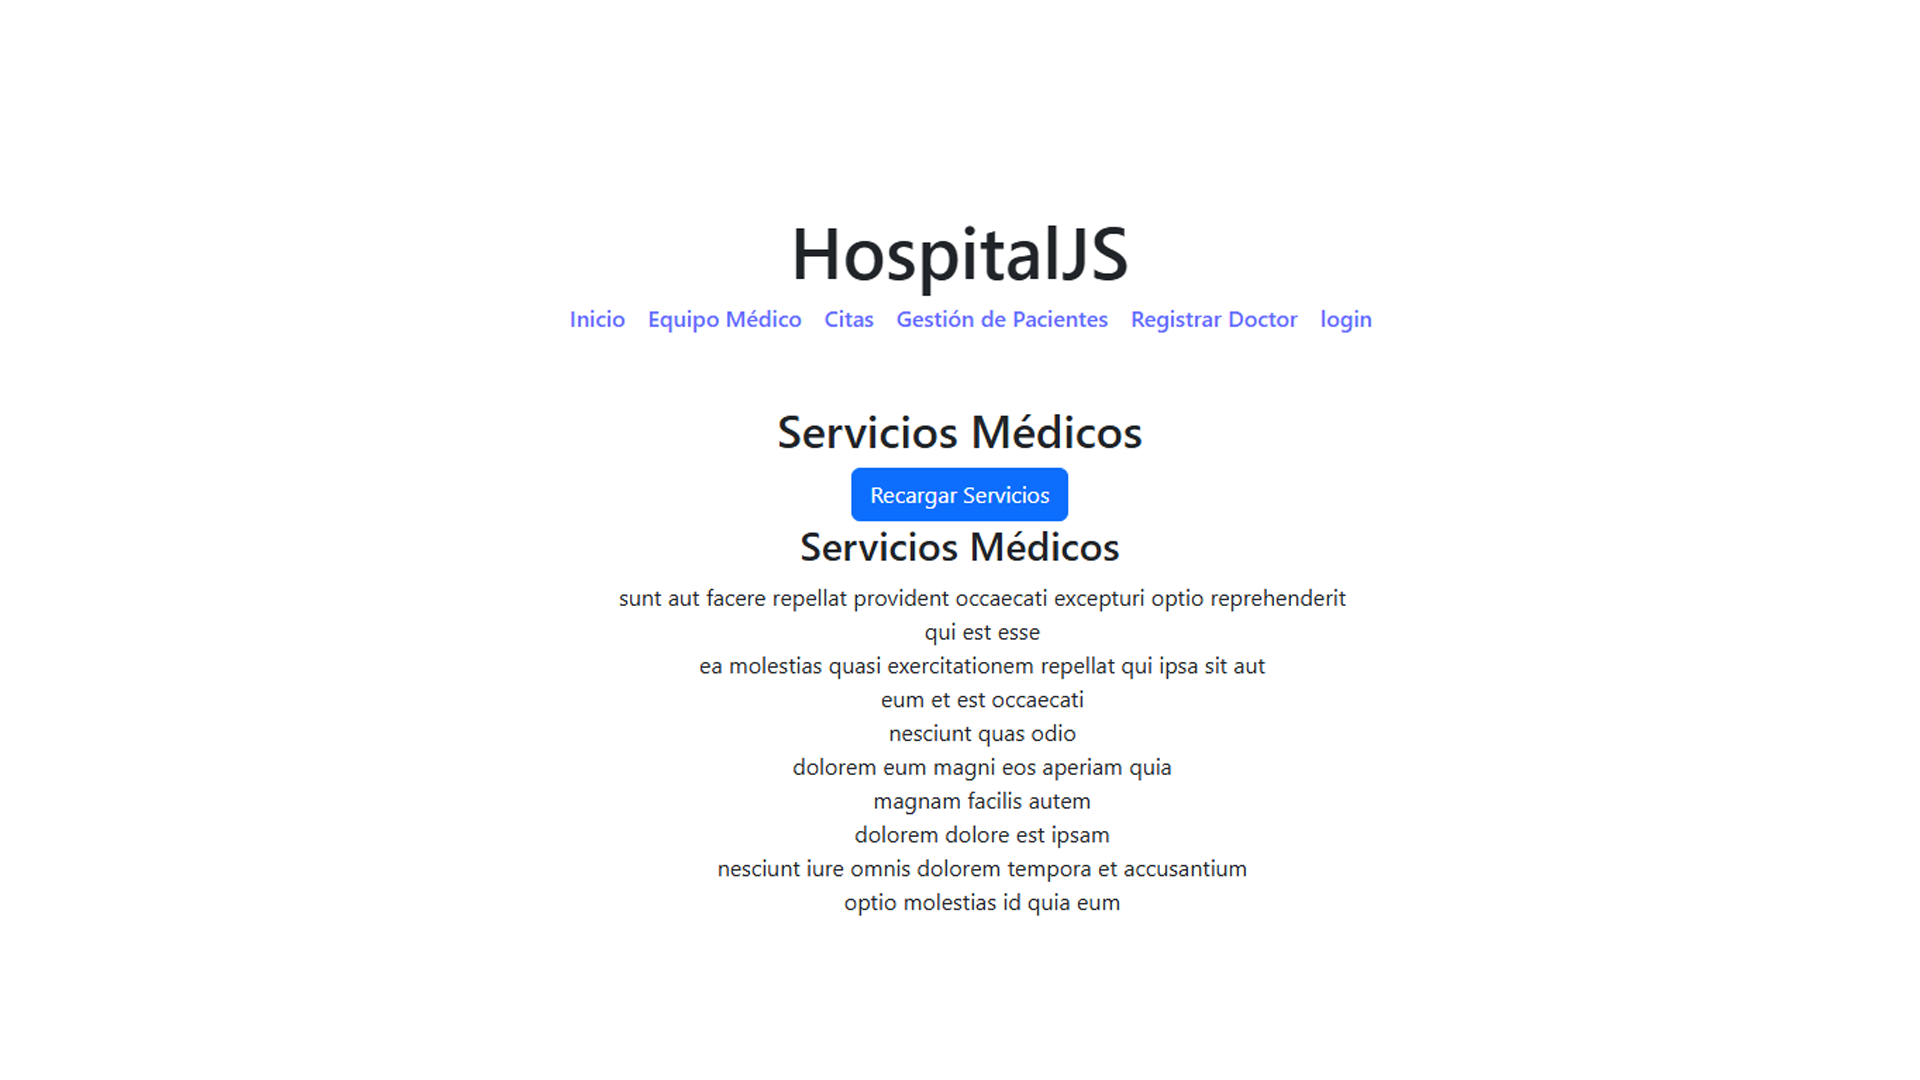 HospitalJS
Inicio Equipo Médico Citas Gestión de Pacientes Registrar Doctor login
Servicios Médicos
Recargar Servicios
Servicios Médicos
sunt aut facere repellat provident occaecati excepturi optio reprehenderit
qui est esse
ea molestias quasi exercitationem repellat qui ipsa sit aut
eum et est occaecati
nesciunt quas odio
dolorem eum magni eos aperiam quia
magnam facilis autem
dolorem dolore est ipsam
nesciunt iure omnis dolorem tempora et accusantium
optio molestias id quia eum